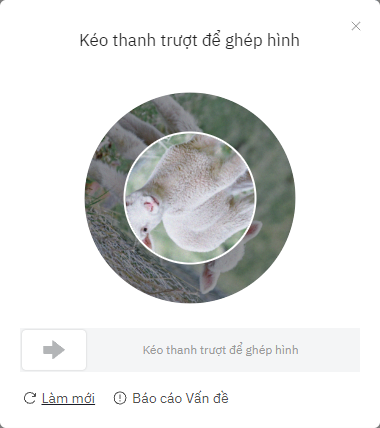 Kéo thanh trượt để ghép hình
Kéo thanh trượt để ghép hình
Làm mới
Báo cáo Vấn đề